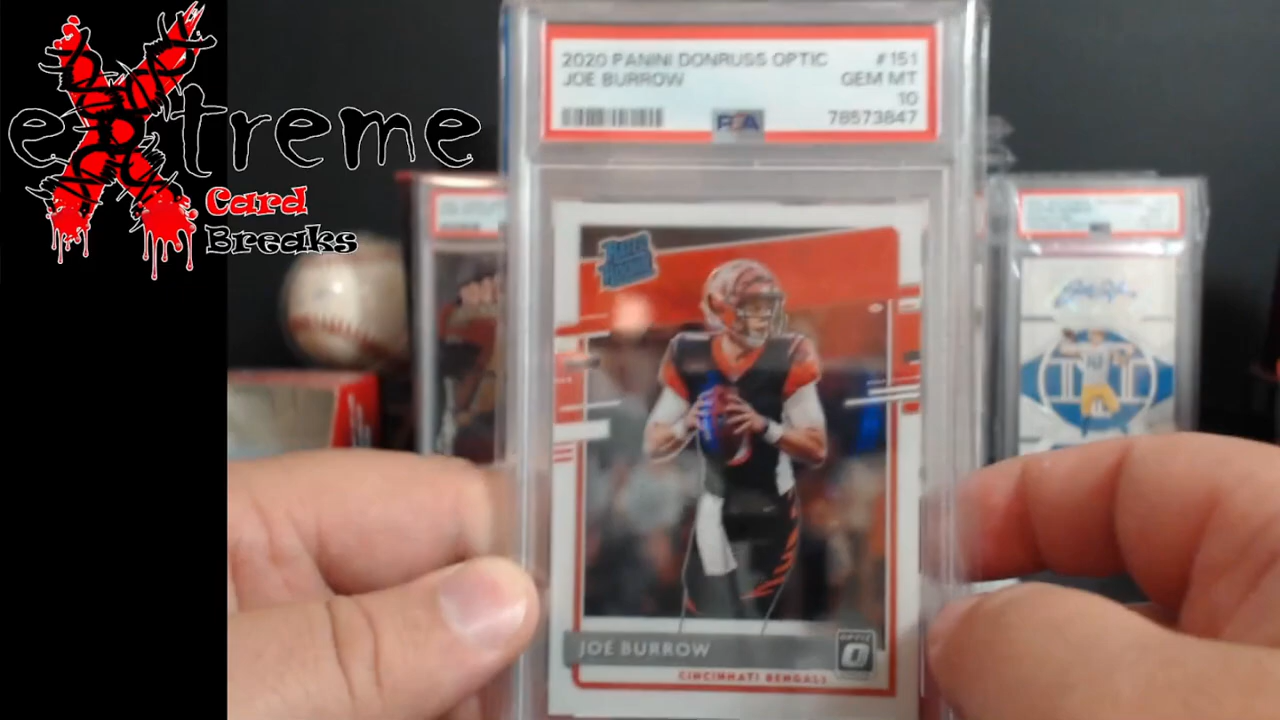 eXtreme
Card
Breaks
2020 PANINI DONRUSS OPTIC #151
JOE BURROW GEM MT
10
PSA 78573847
RATED
ROOKIE
JOE BURROW
OPTIC
CINCINNATI BENGALS